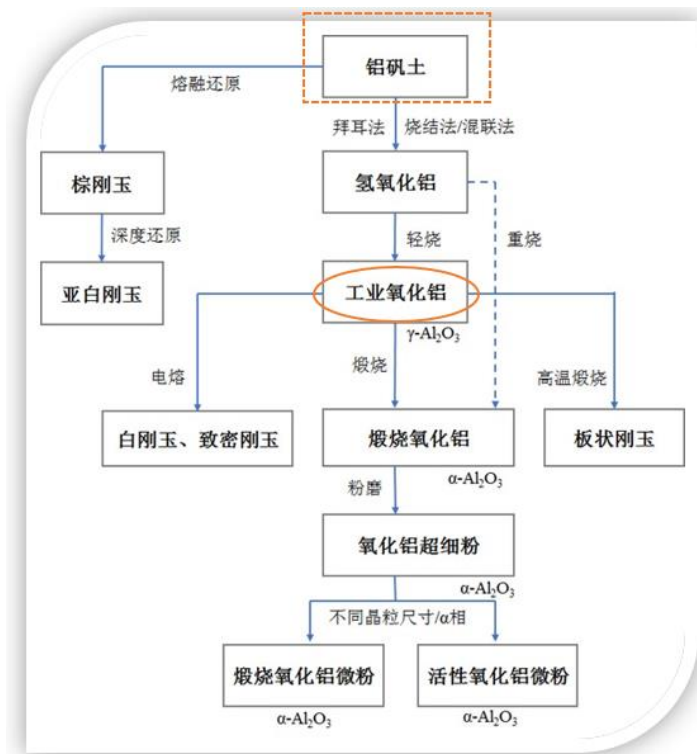 铝矾土
熔融还原
拜耳法
烧结法/混联法
棕刚玉
氢氧化铝
深度还原
轻烧
重烧
亚白刚玉
工业氧化铝
γ-Al₂O₃
电熔
煅烧
高温煅烧
白刚玉、致密刚玉
煅烧氧化铝
板状刚玉
α-Al₂O₃
粉磨
氧化铝超细粉
α-Al₂O₃
不同晶粒尺寸/α相
煅烧氧化铝微粉
活性氧化铝微粉
α-Al₂O₃
α-Al₂O₃